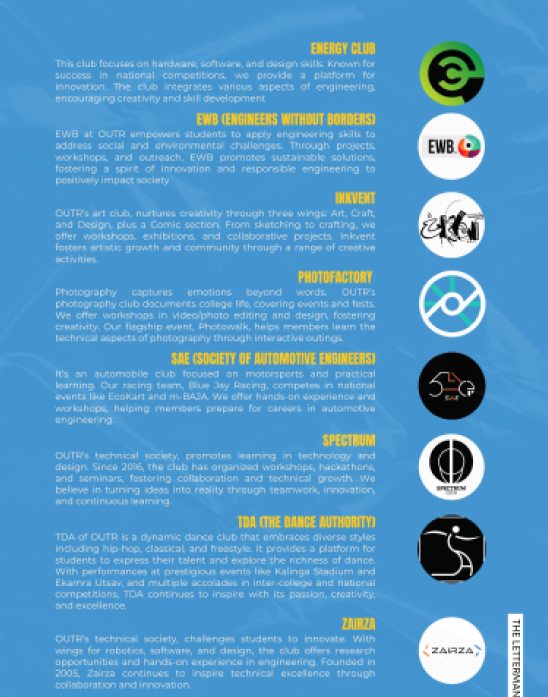 ENERGY CLUB
This club focuses on hardware, software, and design skills. Known for
success in national competitions, we provide a platform for
innovation. The club integrates various aspects of engineering,
encouraging creativity and skill development
EWB (ENGINEERS WITHOUT BORDERS)
EWB at OUTR empowers students to apply engineering skills to
address social and environmental challenges. Through projects,
workshops, and outreach, EWB promotes sustainable solutions,
fostering a spirit of innovation and responsible engineering to
positively impact society
EWB
INKVENT
OUTR's art club, nurtures creativity through three wings: Art, Craft,
and Design, plus a Comic section. From sketching to crafting, we
offer workshops, exhibitions, and collaborative projects. Inkvent
fosters artistic growth and community through a range of creative
activities.
PHOTOFACTORY
Photography captures emotions beyond words. OUTR's
photography club documents college life, covering events and fests.
We offer workshops in video/photo editing and design, fostering
creativity. Our flagship event, Photowalk, helps members learn the
technical aspects of photography through interactive outings.
SAE (SOCIETY OF AUTOMOTIVE ENGINEERS)
It's an automobile club focused on motorsports and practical
learning. Our racing team, Blue Jay Racing, competes in national
events like EcoKart and m-BAJA. We offer hands-on experience and
workshops, helping members prepare for careers in automotive
engineering.
SAE
SPECTRUM
OUTR's technical society, promotes learning in technology and
design. Since 2016, the club has organized workshops, hackathons,
and seminars, fostering collaboration and technical growth. We
believe in turning ideas into reality through teamwork, innovation,
and continuous learning.
SPECTRUM
TDA (THE DANCE AUTHORITY)
TDA of OUTR is a dynamic dance club that embraces diverse styles
including hip-hop, classical, and freestyle. It provides a platform for
students to express their talent and explore the richness of dance.
With performances at prestigious events like Kalinga Stadium and
Ekamra Utsav, and multiple accolades in inter-college and national
competitions, TDA continues to inspire with its passion, creativity,
and excellence.
ZAIRZA
OUTR's technical society, challenges students to innovate. With
wings for robotics, software, and design, the club offers research
opportunities and hands-on experience in engineering. Founded in
2005, Zairza continues to inspire technical excellence through
collaboration and innovation.
ZAIRZA
THE LETTERMAN